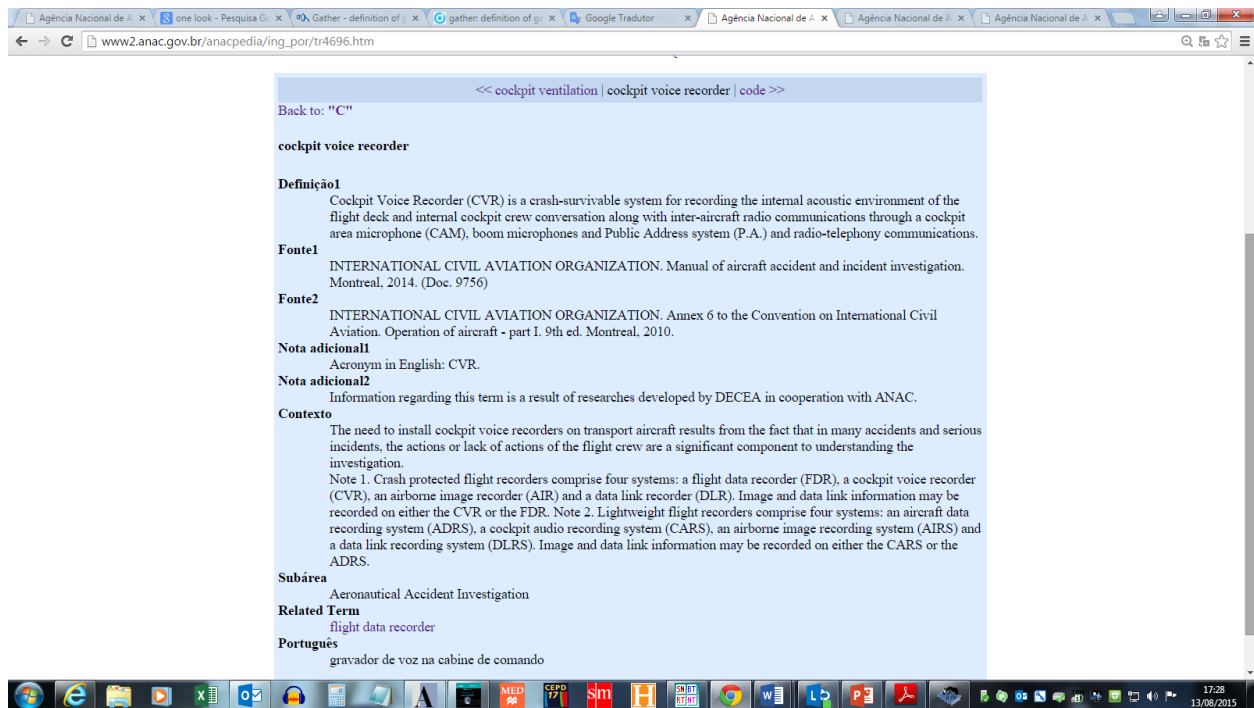 Agência Nacional de A
one look - Pesquisa Go
Gather - definition of g
gather: definition of ga
Google Tradutor
Agência Nacional de A
Agência Nacional de A
Agência Nacional de A
www2.anac.gov.br/anacpedia/ing_por/tr4696.htm
<< cockpit ventilation | cockpit voice recorder | code >>
Back to: "C"
cockpit voice recorder
Definição1
Cockpit Voice Recorder (CVR) is a crash-survivable system for recording the internal acoustic environment of the
flight deck and internal cockpit crew conversation along with inter-aircraft radio communications through a cockpit
area microphone (CAM), boom microphones and Public Address system (P.A.) and radio-telephony communications.
Fonte1
INTERNATIONAL CIVIL AVIATION ORGANIZATION. Manual of aircraft accident and incident investigation.
Montreal, 2014. (Doc. 9756)
Fonte2
INTERNATIONAL CIVIL AVIATION ORGANIZATION. Annex 6 to the Convention on International Civil
Aviation. Operation of aircraft - part I. 9th ed. Montreal, 2010.
Nota adicional1
Acronym in English: CVR.
Nota adicional2
Information regarding this term is a result of researches developed by DECEA in cooperation with ANAC.
Contexto
The need to install cockpit voice recorders on transport aircraft results from the fact that in many accidents and serious
incidents, the actions or lack of actions of the flight crew are a significant component to understanding the
investigation.
Note 1. Crash protected flight recorders comprise four systems: a flight data recorder (FDR), a cockpit voice recorder
(CVR), an airborne image recorder (AIR) and a data link recorder (DLR). Image and data link information may be
recorded on either the CVR or the FDR. Note 2. Lightweight flight recorders comprise four systems: an aircraft data
recording system (ADRS), a cockpit audio recording system (CARS), an airborne image recording system (AIRS) and
a data link recording system (DLRS). Image and data link information may be recorded on either the CARS or the
ADRS.
Subárea
Aeronautical Accident Investigation
Related Term
flight data recorder
Português
gravador de voz na cabine de comando
MED
CEPD
17
sm
H
SN BT
RT NT
17:28
13/08/2015